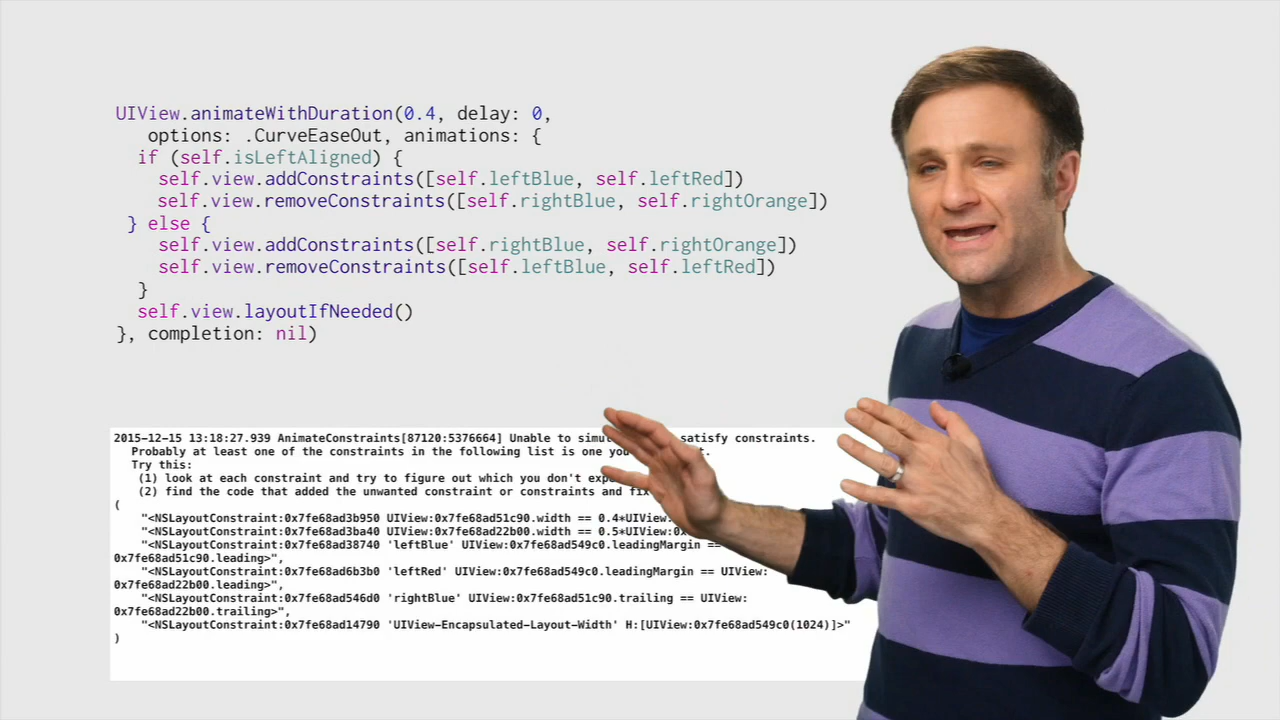 UIView.animateWithDuration(0.4, delay: 0,
options: .CurveEaseOut, animations: {
if (self.isLeftAligned) {
self.view.addConstraints([self.leftBlue, self.leftRed])
self.view.removeConstraints([self.rightBlue, self.rightOrange])
} else {
self.view.addConstraints([self.rightBlue, self.rightOrange])
self.view.removeConstraints([self.leftBlue, self.leftRed])
}
self.view.layoutIfNeeded()
}, completion: nil)
2015-12-15 13:18:27.939 AnimateConstraints[87120:5376664] Unable to satisfy constraints.
Probably at least one of the constraints in the following list is one
Try this:
(1) look at each constraint and try to figure out which you don't
(2) find the code that added the unwanted constraint or constraints and fix
(
"<NSLayoutConstraint:0x7fe68ad3b950 UIView:0x7fe68ad51c90.width == 0.4*UIView:
"<NSLayoutConstraint:0x7fe68ad3ba40 UIView:0x7fe68ad22b00.width == 0.5*UIView:
"<NSLayoutConstraint:0x7fe68ad38740 'leftBlue' UIView:0x7fe68ad549c0.leadingMargin ==
0x7fe68ad51c90.leading>",
"<NSLayoutConstraint:0x7fe68ad6b3b0 'leftRed' UIView:0x7fe68ad549c0.leadingMargin == UIView:
0x7fe68ad22b00.leading>",
"<NSLayoutConstraint:0x7fe68ad546d0 'rightBlue' UIView:0x7fe68ad51c90.trailing == UIView:
0x7fe68ad22b00.trailing>",
"<NSLayoutConstraint:0x7fe68ad14790 'UIView-Encapsulated-Layout-Width' H:[UIView:0x7fe68ad549c0(1024)]>"
)